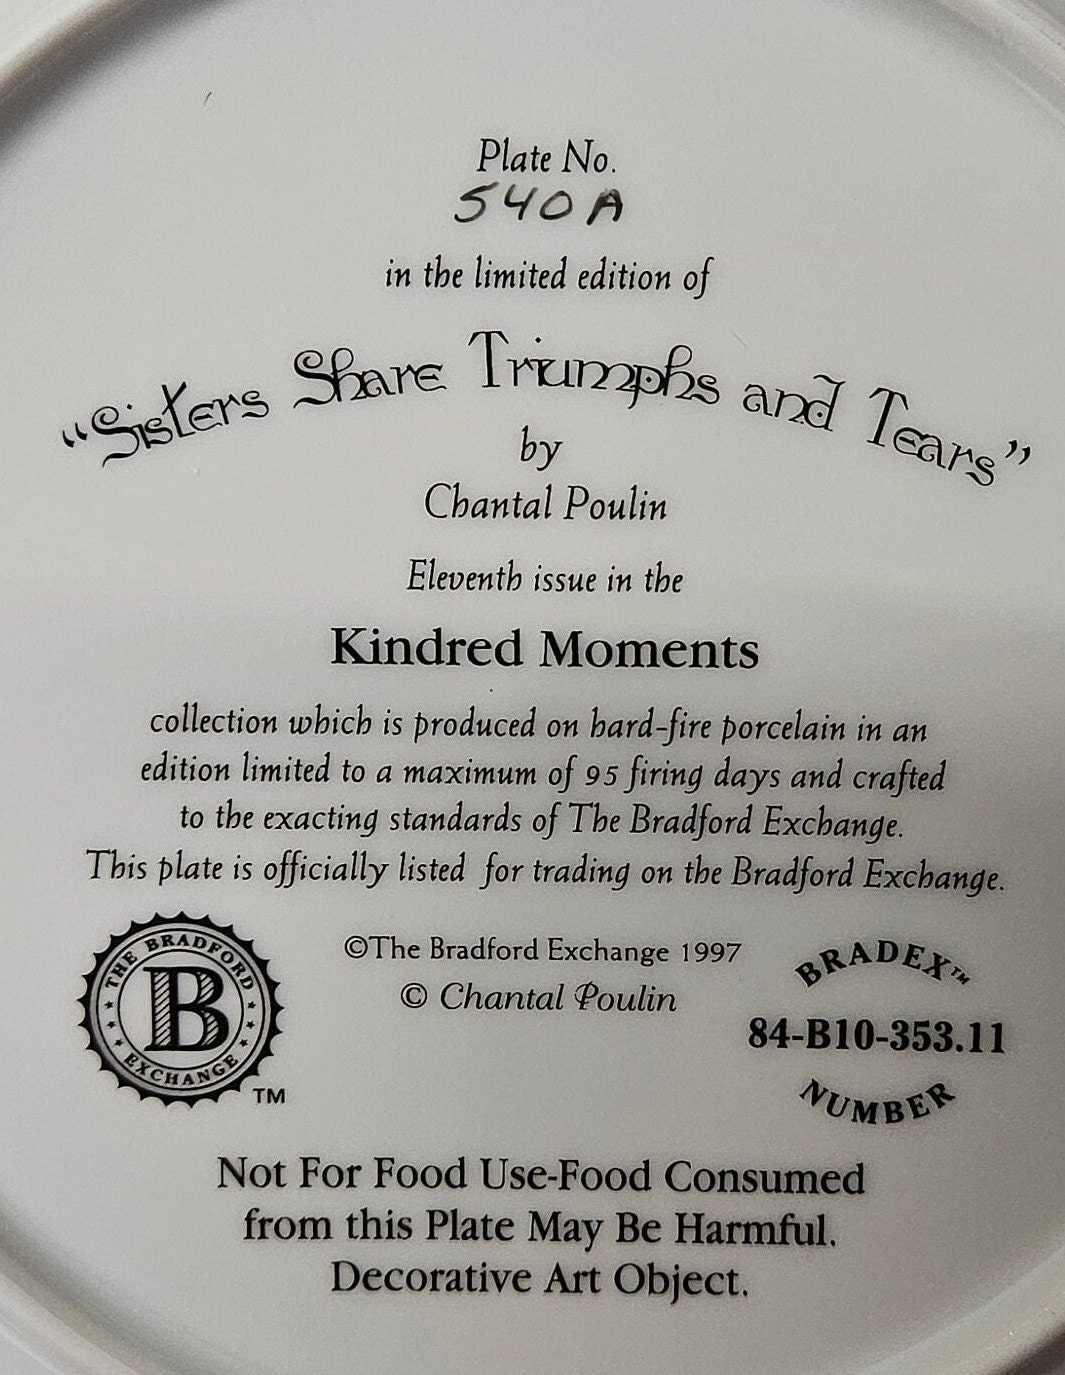 Plate No.
540A
in the limited edition of
“Sisters Share Triumphs and Tears”
by
Chantal Poulin
Eleventh issue in the
Kindred Moments
collection which is produced on hard-fire porcelain in an
edition limited to a maximum of 95 firing days and crafted
to the exacting standards of The Bradford Exchange.
This plate is officially listed for trading on the Bradford Exchange.
THE BRADFORD
B
EXCHANGE
TM
©The Bradford Exchange 1997
© Chantal Poulin
BRADEX™
84-B10-353.11
NUMBER
Not For Food Use-Food Consumed
from this Plate May Be Harmful.
Decorative Art Object.